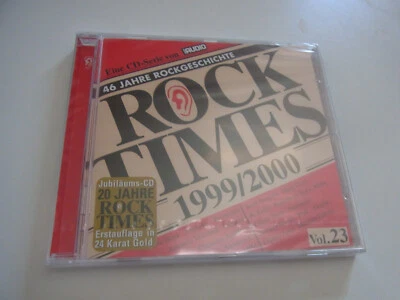 Eine CD-Serie von AUDIO
46 JAHRE ROCKGESCHICHTE
ROCK
TIMES
1999/2000
Jubiläums-CD
20 JAHRE
ROCK
TIMES
Erstauflage in
24 Karat Gold
Vol.23